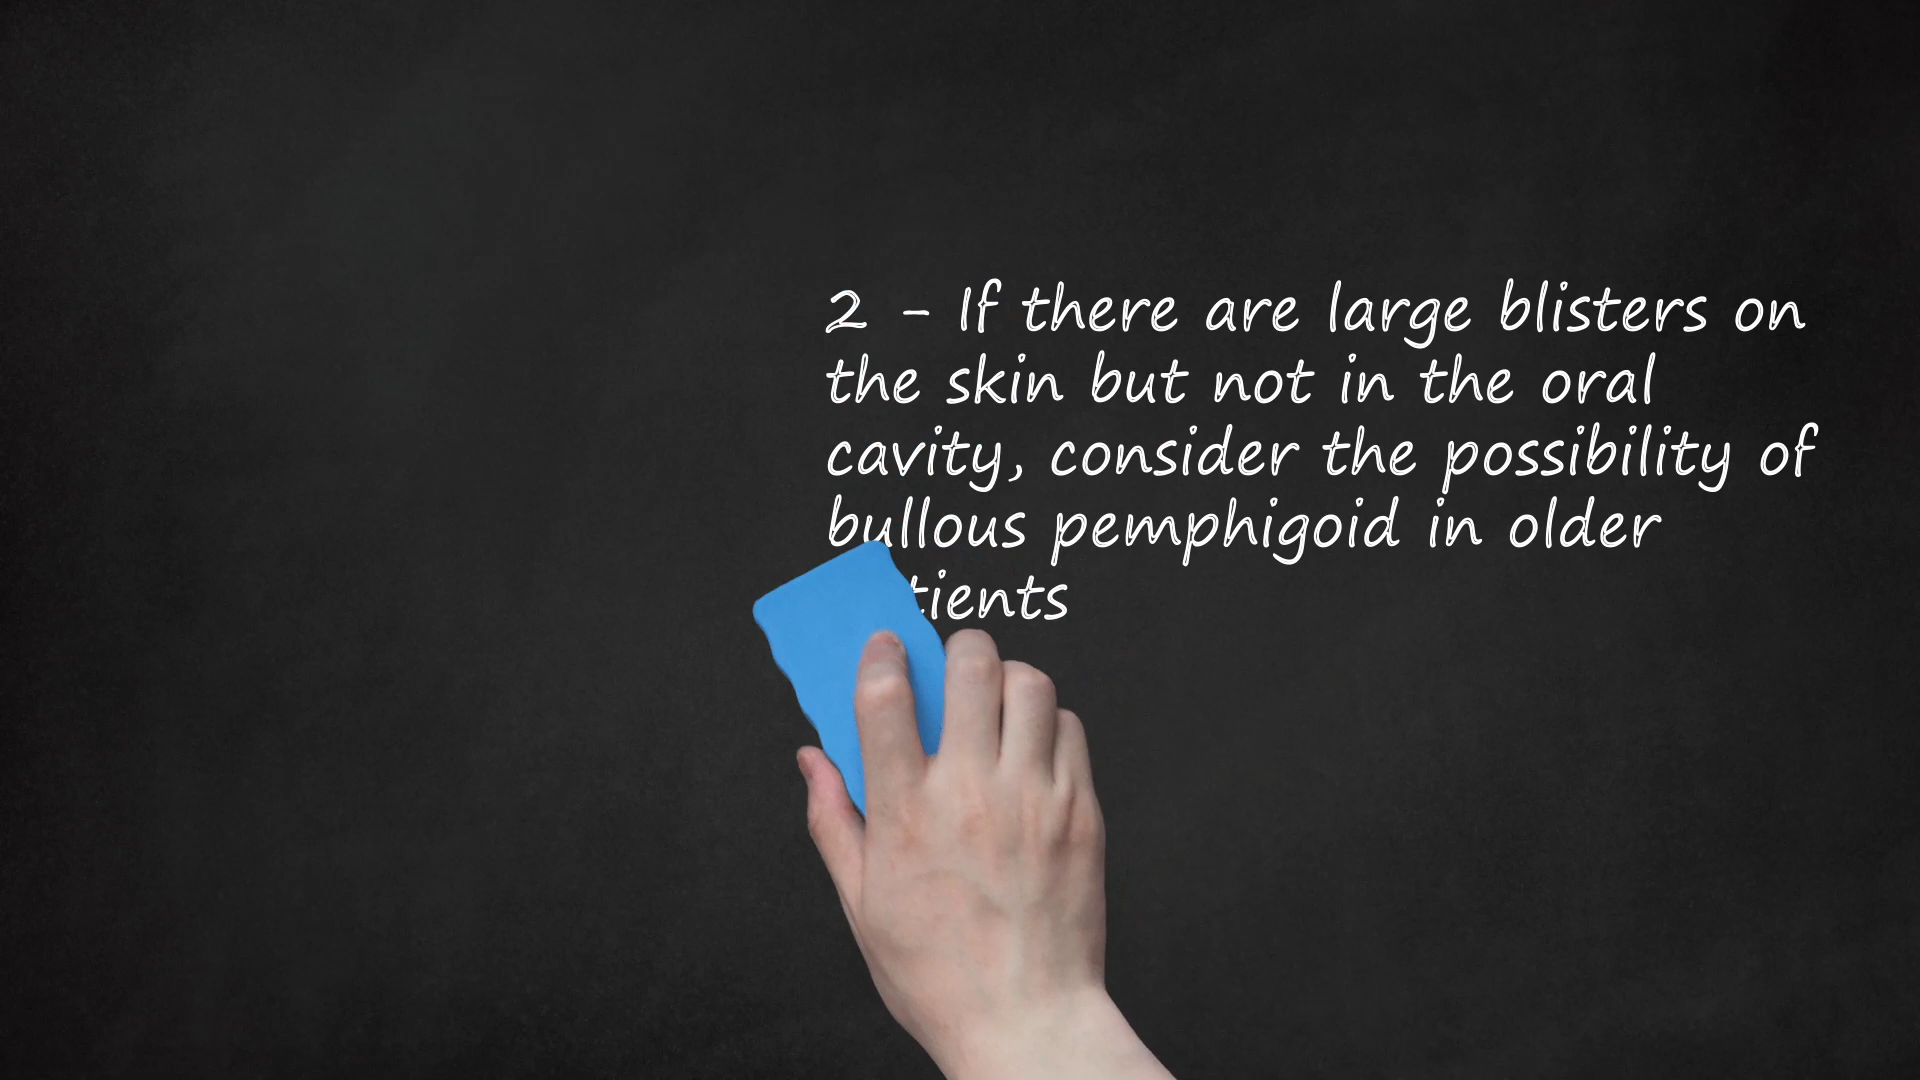 2 - If there are large blisters on
the skin but not in the oral
cavity, consider the possibility of
bullous pemphigoid in older
tients